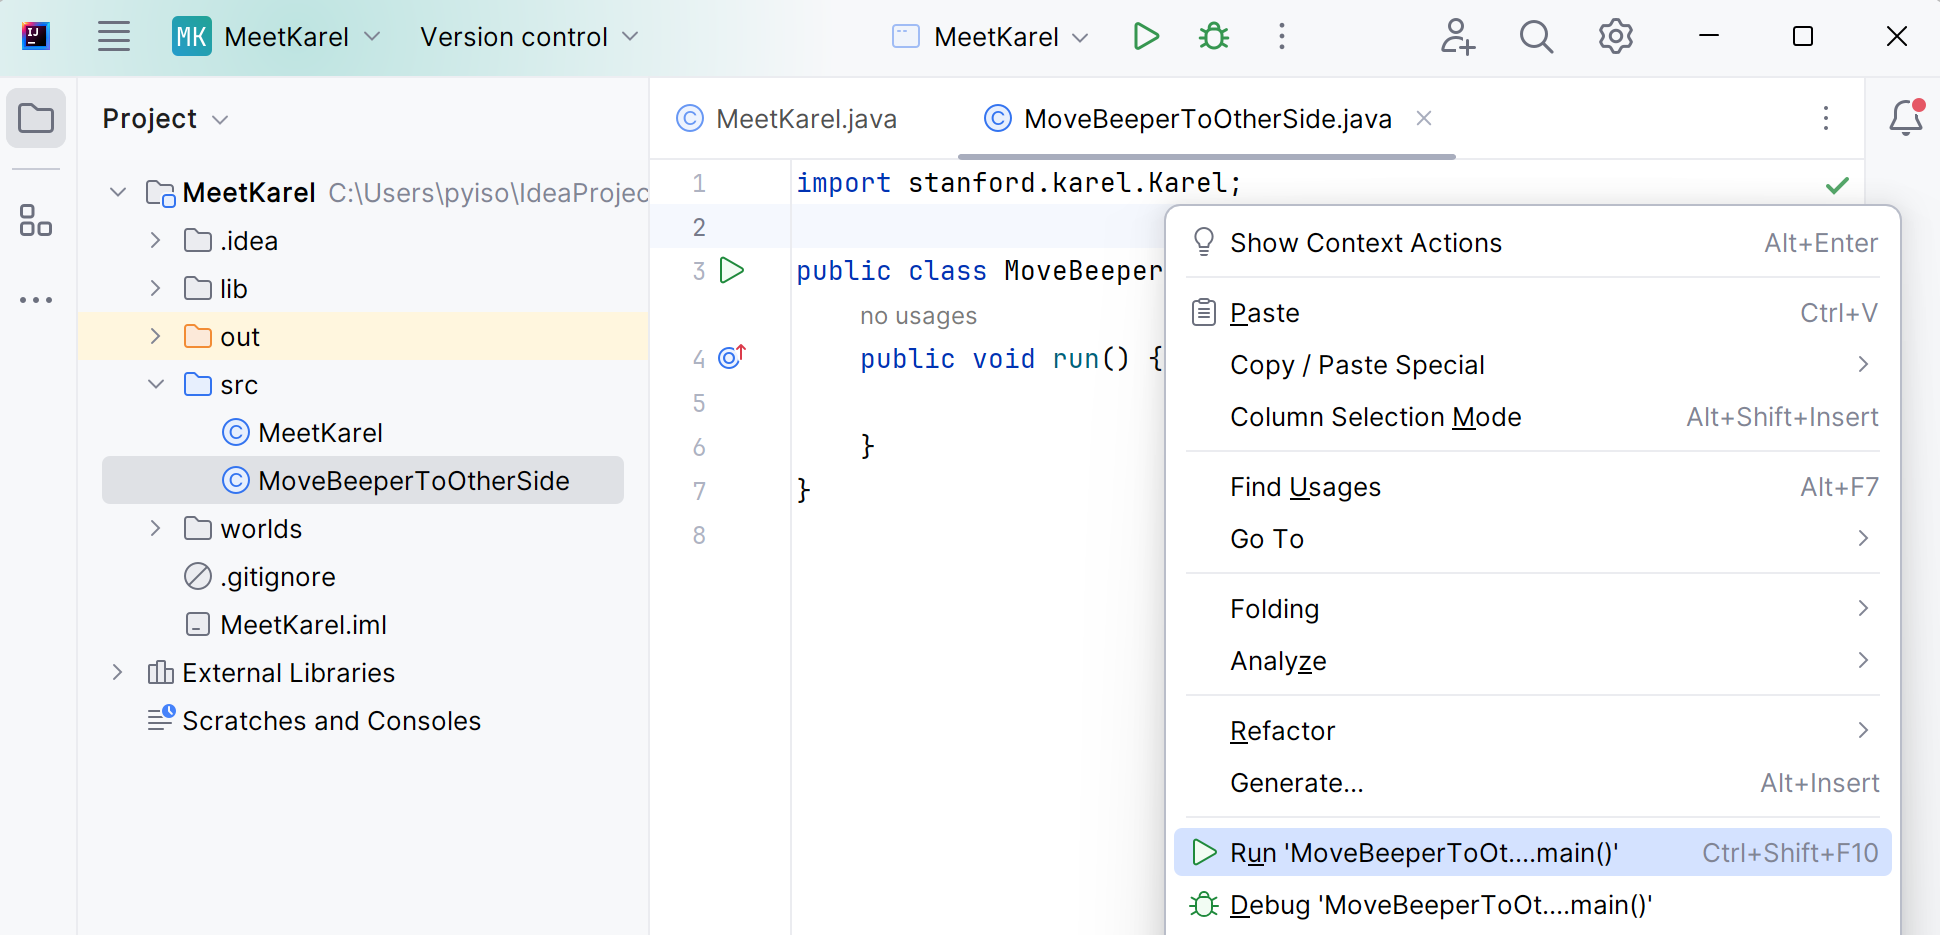 IJ
MK MeetKarel Version control MeetKarel
Project
MeetKarel C:\Users\pyiso\IdeaProjec
.idea
lib
out
src
MeetKarel
MoveBeeperToOtherSide
worlds
.gitignore
MeetKarel.iml
External Libraries
Scratches and Consoles
MeetKarel.java MoveBeeperToOtherSide.java
1 import stanford.karel.Karel;
2
3 public class MoveBeeper
no usages
4 public void run() {
5
6 }
7 }
8
Show Context Actions Alt+Enter
Paste Ctrl+V
Copy / Paste Special
Column Selection Mode Alt+Shift+Insert
Find Usages Alt+F7
Go To
Folding
Analyze
Refactor
Generate... Alt+Insert
Run 'MoveBeeperToOt....main()' Ctrl+Shift+F10
Debug 'MoveBeeperToOt....main()'